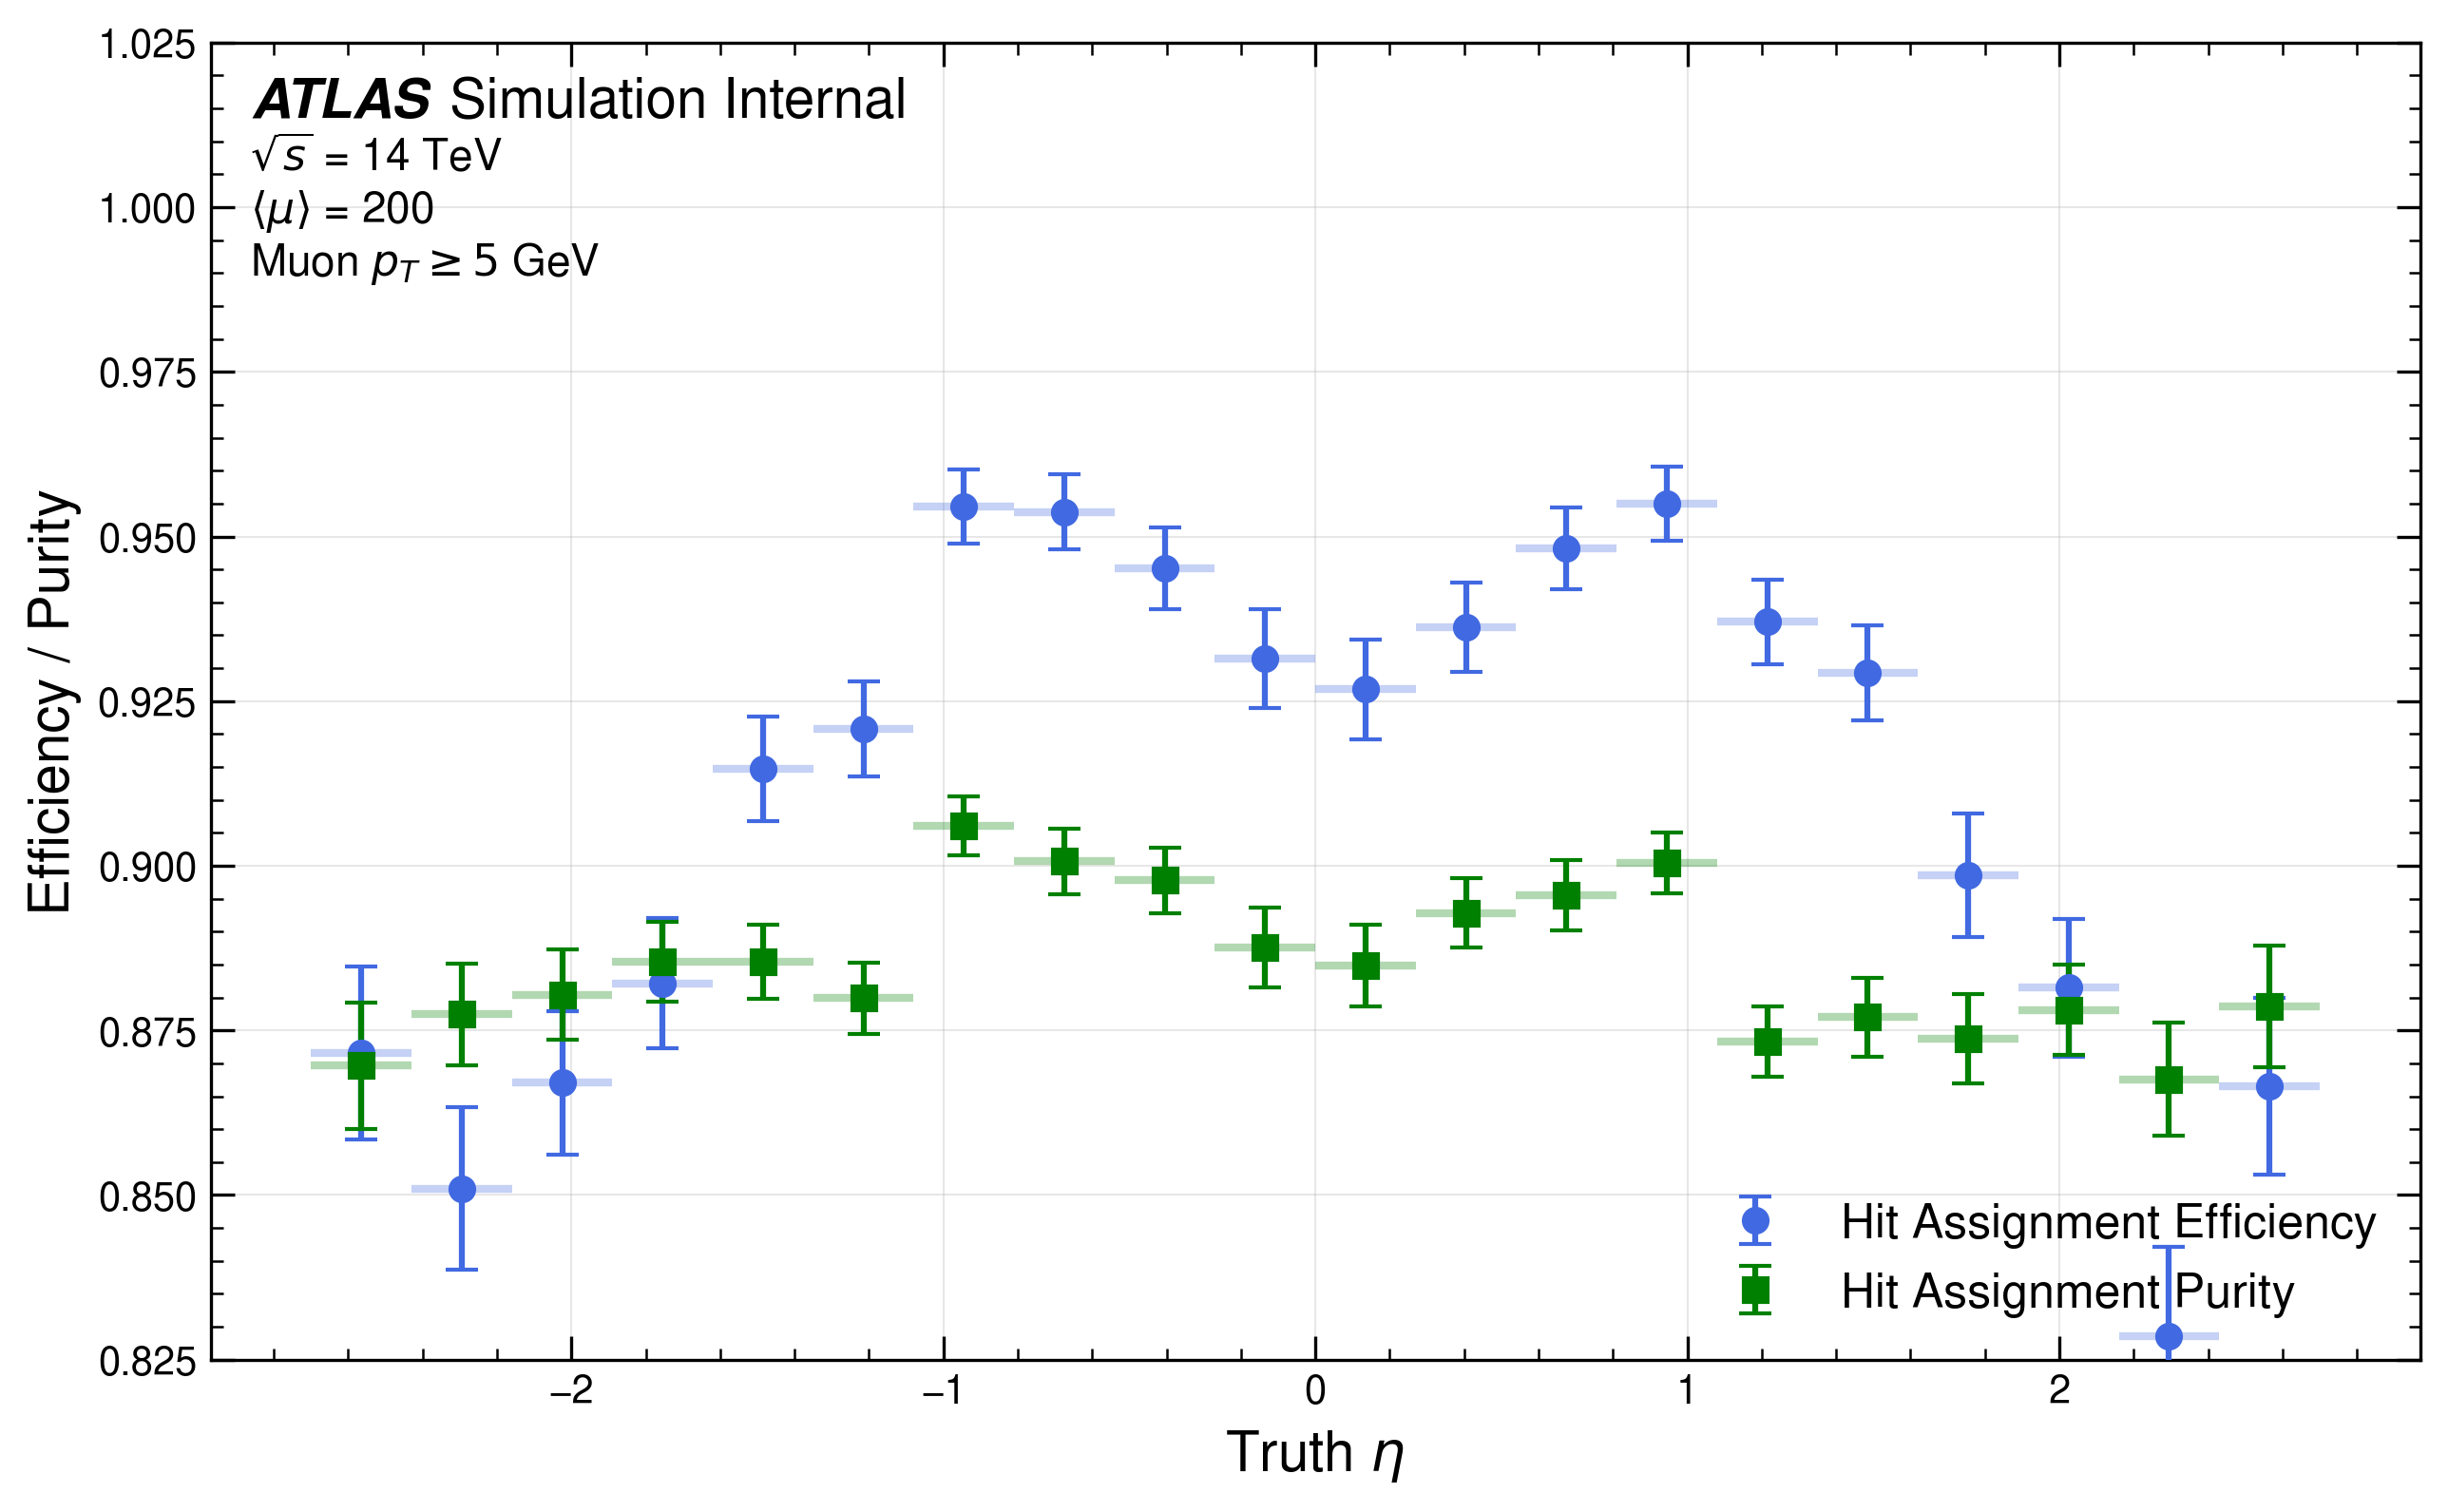 1.025
ATLAS Simulation Internal
√s = 14 TeV
1.000
⟨μ⟩ = 200
Muon pT ≥ 5 GeV
0.975
0.950
0.925
0.900
0.875
0.850
0.825
Efficiency / Purity
Hit Assignment Efficiency
Hit Assignment Purity
−2
−1
0
1
2
Truth η